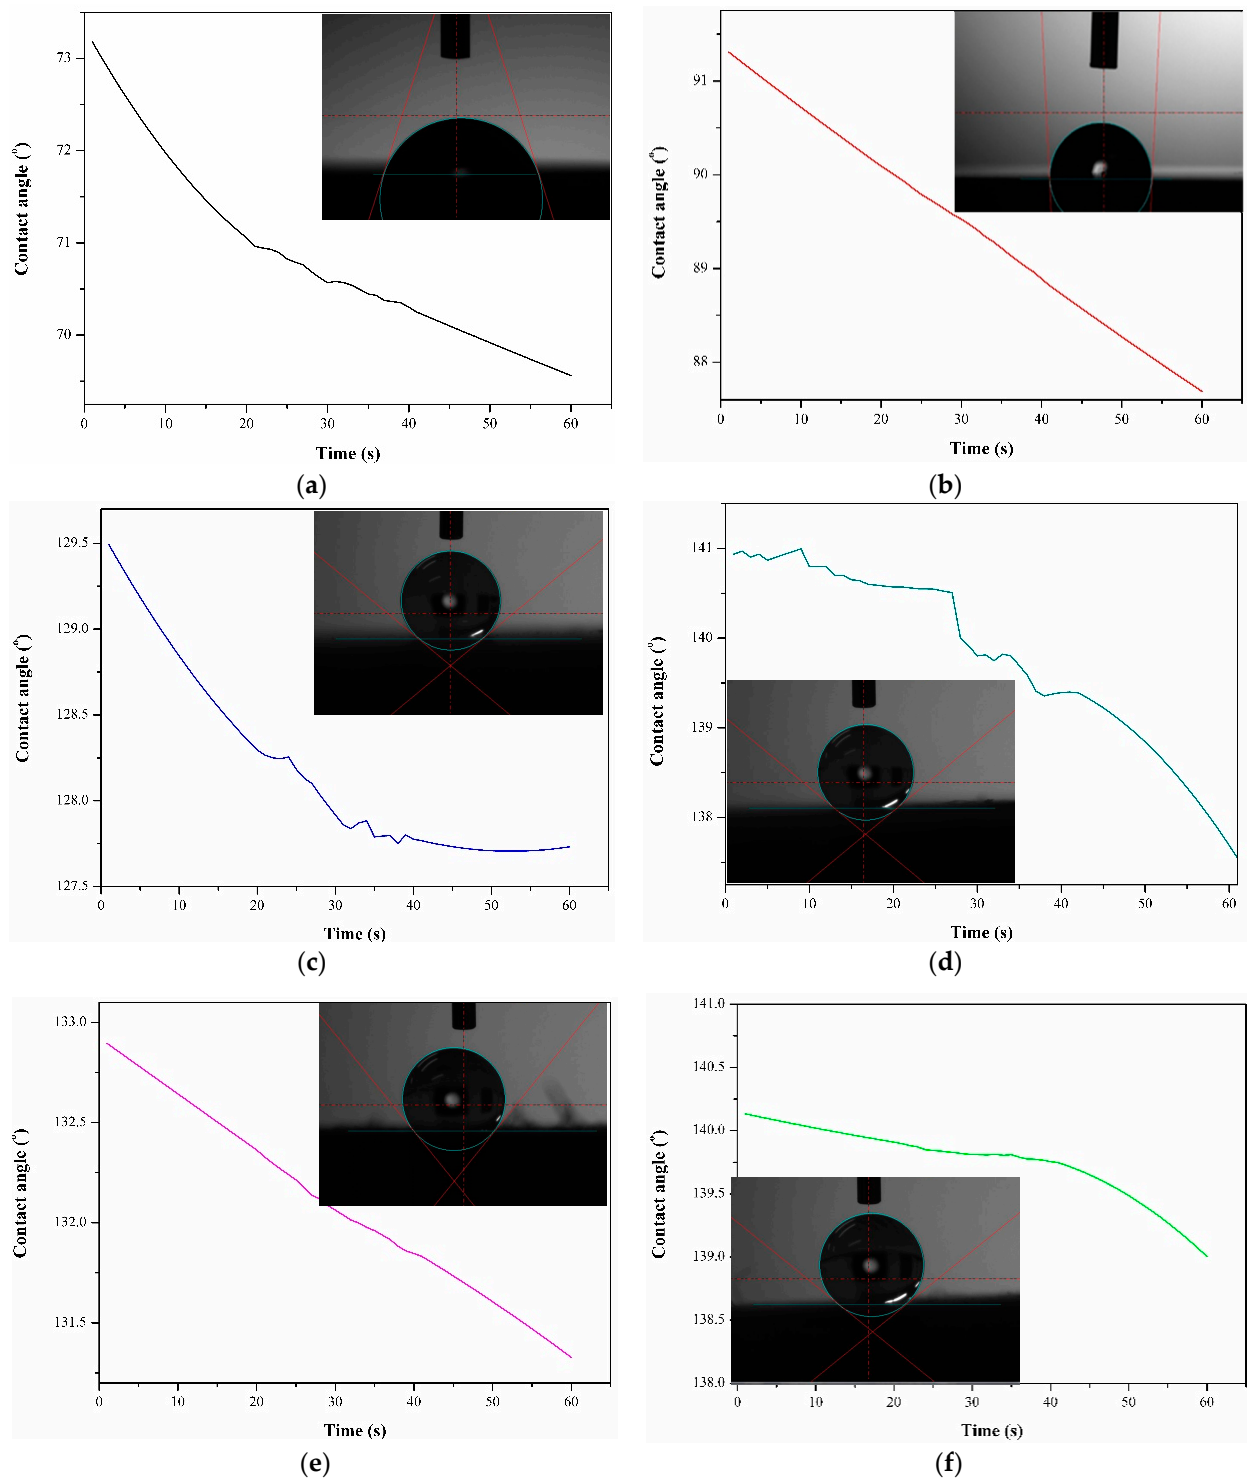 73
72
71
70
Contact angle (°)
0 10 20 30 40 50 60
Time (s)
(a)
91
90
89
88
Contact angle (°)
0 10 20 30 40 50 60
Time (s)
(b)
129.5
129.0
128.5
128.0
127.5
Contact angle (°)
0 10 20 30 40 50 60
Time (s)
(c)
141
140
139
138
Contact angle (°)
0 10 20 30 40 50 60
Time (s)
(d)
133.0
132.5
132.0
131.5
Contact angle (°)
0 10 20 30 40 50 60
Time (s)
(e)
141.0
140.5
140.0
139.5
139.0
138.5
138.0
Contact angle (°)
0 10 20 30 40 50 60
Time (s)
(f)